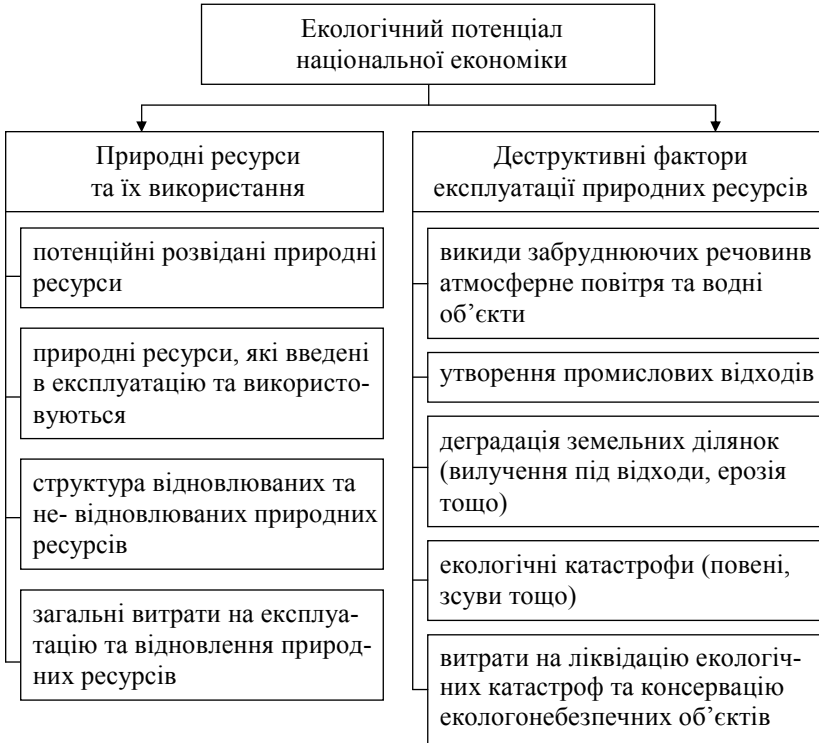 Екологічний потенціал
національної економіки
Природні ресурси
та їх використання
потенційні розвідані природні
ресурси
природні ресурси, які введені
в експлуатацію та використо-
вуються
структура відновлюваних та
не- відновлюваних природних
ресурсів
загальні витрати на експлуа-
тацію та відновлення природ-
них ресурсів
Деструктивні фактори
експлуатації природних ресурсів
викиди забруднюючих речовинв
атмосферне повітря та водні
об’єкти
утворення промислових відходів
деградація земельних ділянок
(вилучення під відходи, ерозія
тощо)
екологічні катастрофи (повені,
зсуви тощо)
витрати на ліквідацію екологіч-
них катастроф та консервацію
екологонебезпечних об’єктів